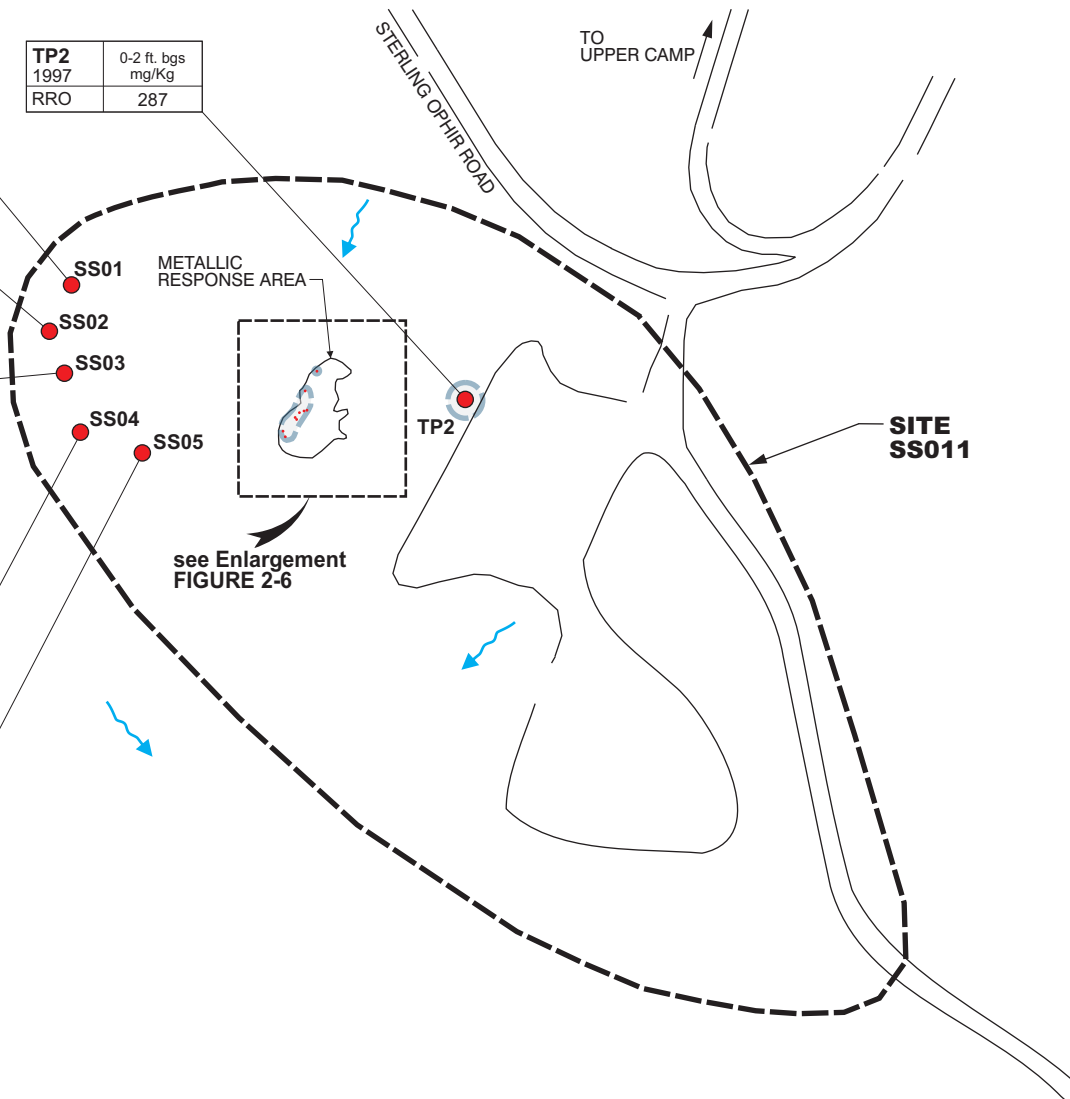 TP2
1997
0-2 ft. bgs
mg/Kg
RRO
287
STERLING OPHIR ROAD
TO
UPPER CAMP
SS01
METALLIC
RESPONSE AREA
SS02
SS03
SS04
SS05
TP2
SITE
SS011
see Enlargement
FIGURE 2-6